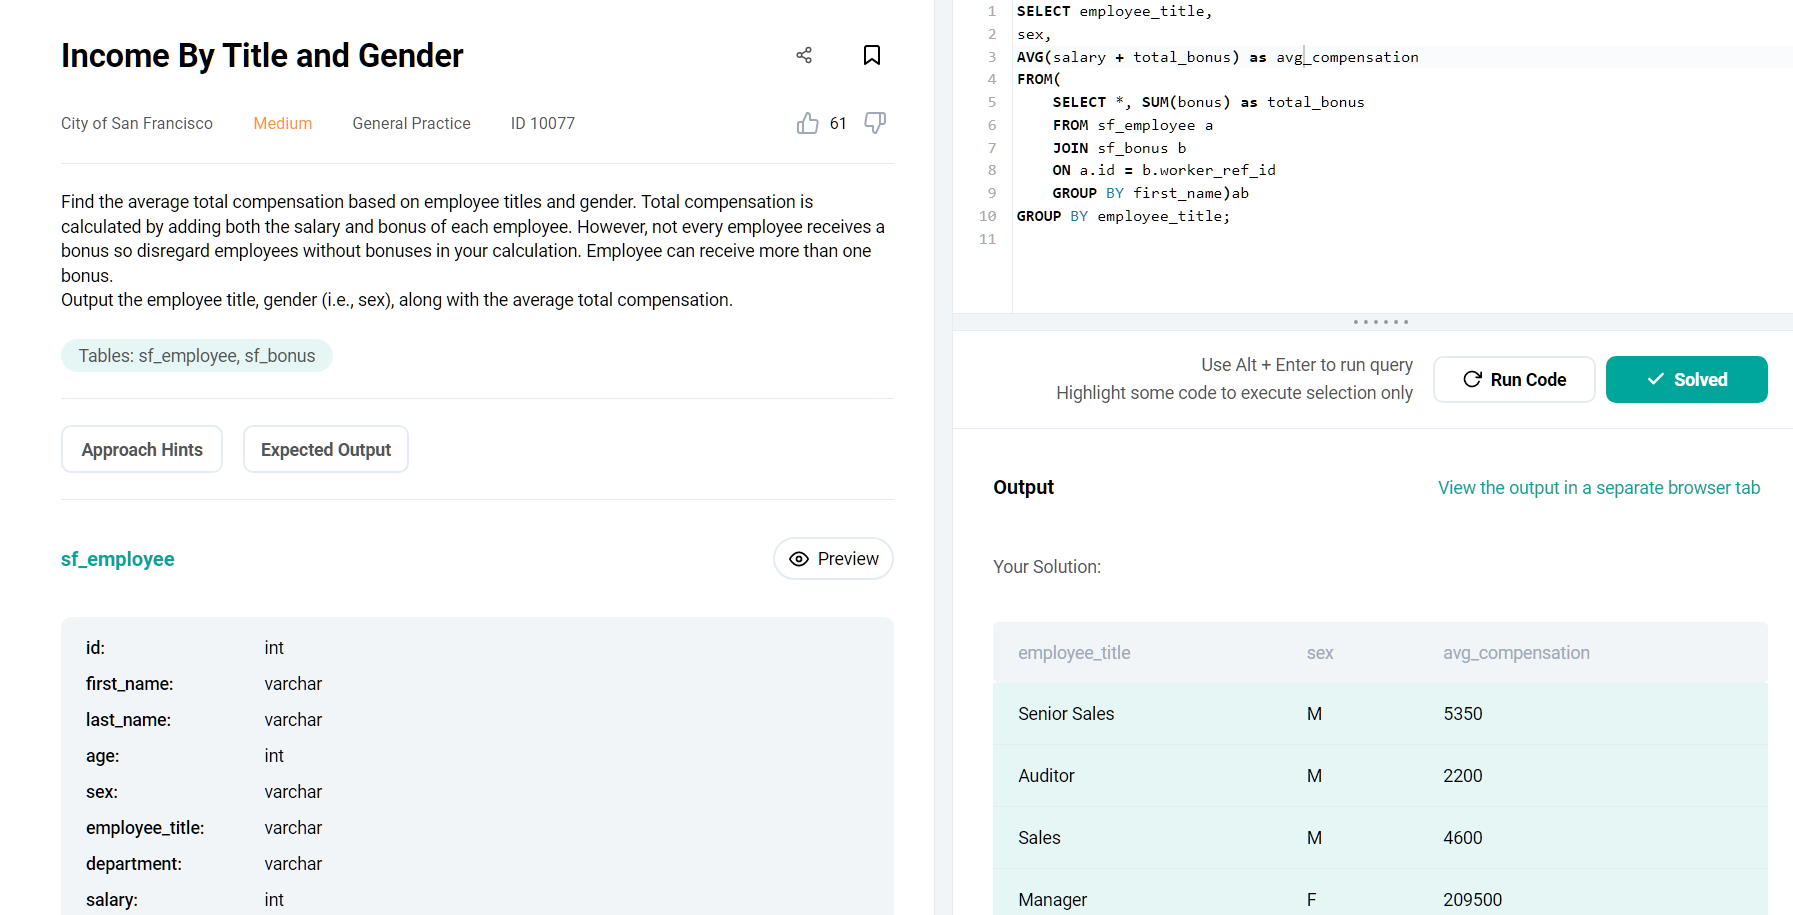 Income By Title and Gender
City of San Francisco Medium General Practice ID 10077 61
Find the average total compensation based on employee titles and gender. Total compensation is
calculated by adding both the salary and bonus of each employee. However, not every employee receives a
bonus so disregard employees without bonuses in your calculation. Employee can receive more than one
bonus.
Output the employee title, gender (i.e., sex), along with the average total compensation.
Tables: sf_employee, sf_bonus
Approach Hints Expected Output
sf_employee Preview
id: int
first_name: varchar
last_name: varchar
age: int
sex: varchar
employee_title: varchar
department: varchar
salary: int
1 SELECT employee_title,
2 sex,
3 AVG(salary + total_bonus) as avg_compensation
4 FROM(
5 SELECT *, SUM(bonus) as total_bonus
6 FROM sf_employee a
7 JOIN sf_bonus b
8 ON a.id = b.worker_ref_id
9 GROUP BY first_name)ab
10 GROUP BY employee_title;
11
Use Alt + Enter to run query
Highlight some code to execute selection only
Run Code Solved
Output View the output in a separate browser tab
Your Solution:
employee_title sex avg_compensation
Senior Sales M 5350
Auditor M 2200
Sales M 4600
Manager F 209500